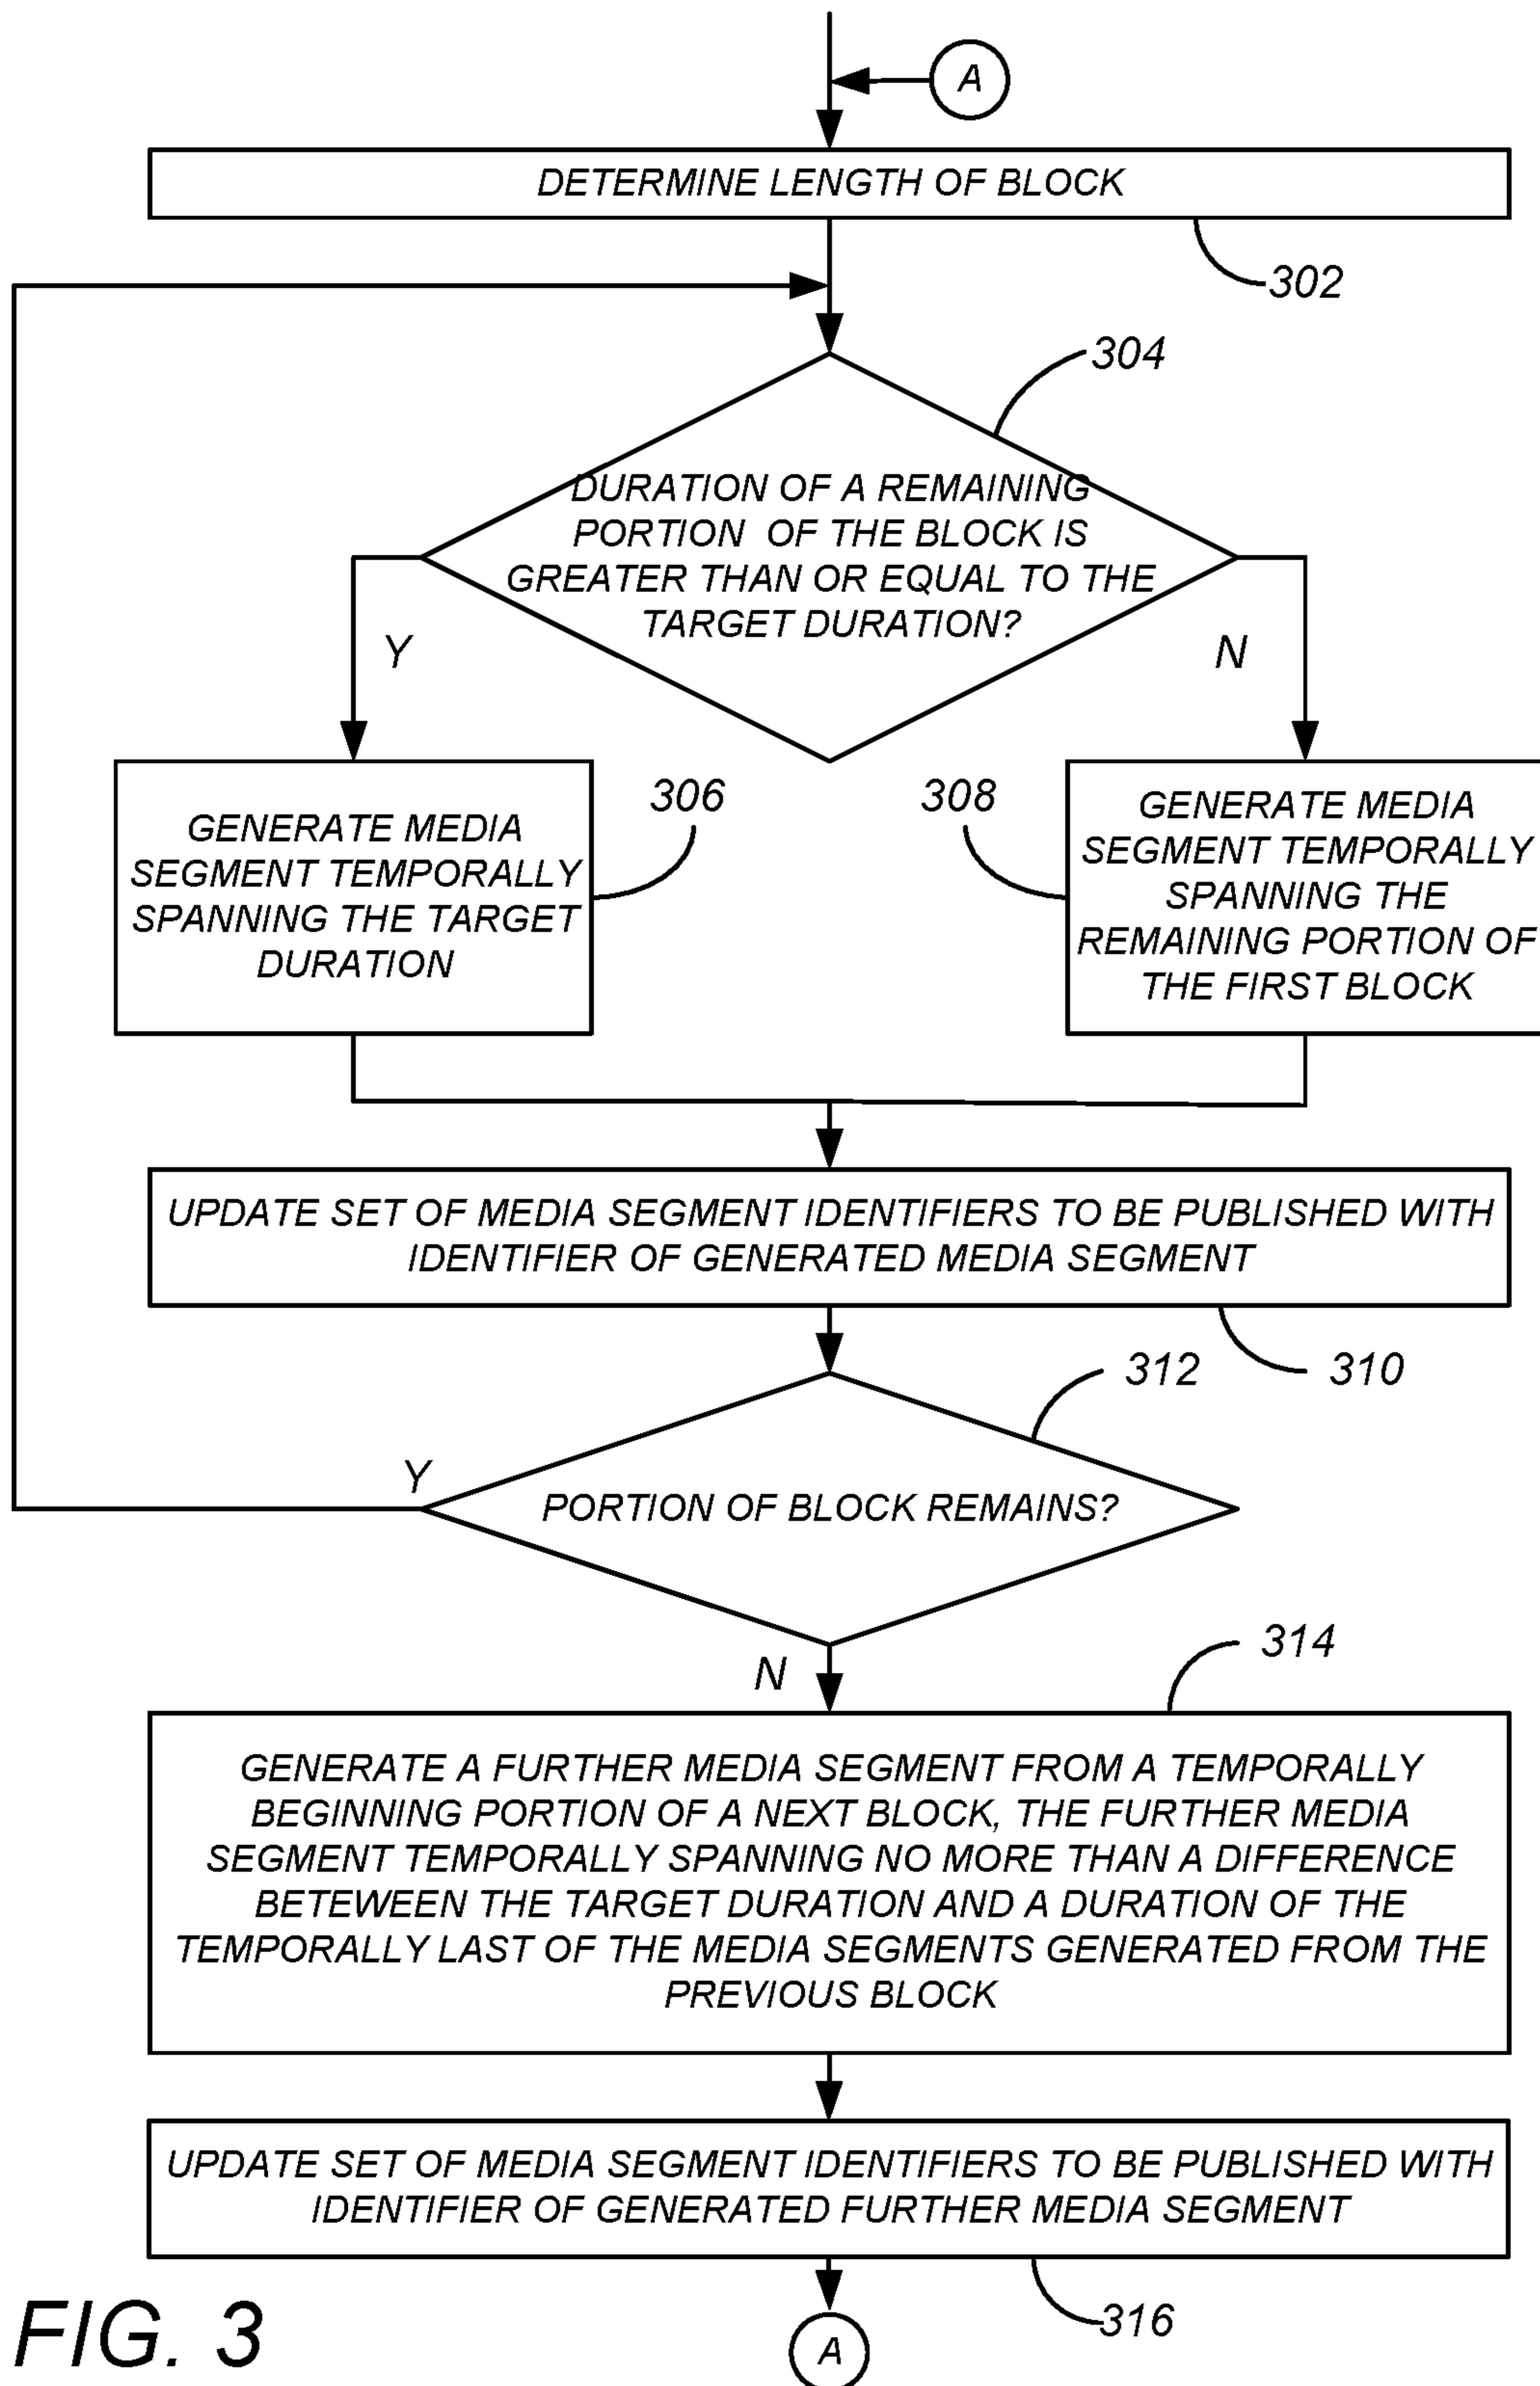 A
DETERMINE LENGTH OF BLOCK
302
304
DURATION OF A REMAINING
PORTION OF THE BLOCK IS
GREATER THAN OR EQUAL TO THE
TARGET DURATION?
Y
N
306
308
GENERATE MEDIA
SEGMENT TEMPORALLY
SPANNING THE TARGET
DURATION
GENERATE MEDIA
SEGMENT TEMPORALLY
SPANNING THE
REMAINING PORTION OF
THE FIRST BLOCK
UPDATE SET OF MEDIA SEGMENT IDENTIFIERS TO BE PUBLISHED WITH
IDENTIFIER OF GENERATED MEDIA SEGMENT
310
312
Y
PORTION OF BLOCK REMAINS?
314
N
GENERATE A FURTHER MEDIA SEGMENT FROM A TEMPORALLY
BEGINNING PORTION OF A NEXT BLOCK, THE FURTHER MEDIA
SEGMENT TEMPORALLY SPANNING NO MORE THAN A DIFFERENCE
BETEWEEN THE TARGET DURATION AND A DURATION OF THE
TEMPORALLY LAST OF THE MEDIA SEGMENTS GENERATED FROM THE
PREVIOUS BLOCK
UPDATE SET OF MEDIA SEGMENT IDENTIFIERS TO BE PUBLISHED WITH
IDENTIFIER OF GENERATED FURTHER MEDIA SEGMENT
316
A
FIG. 3